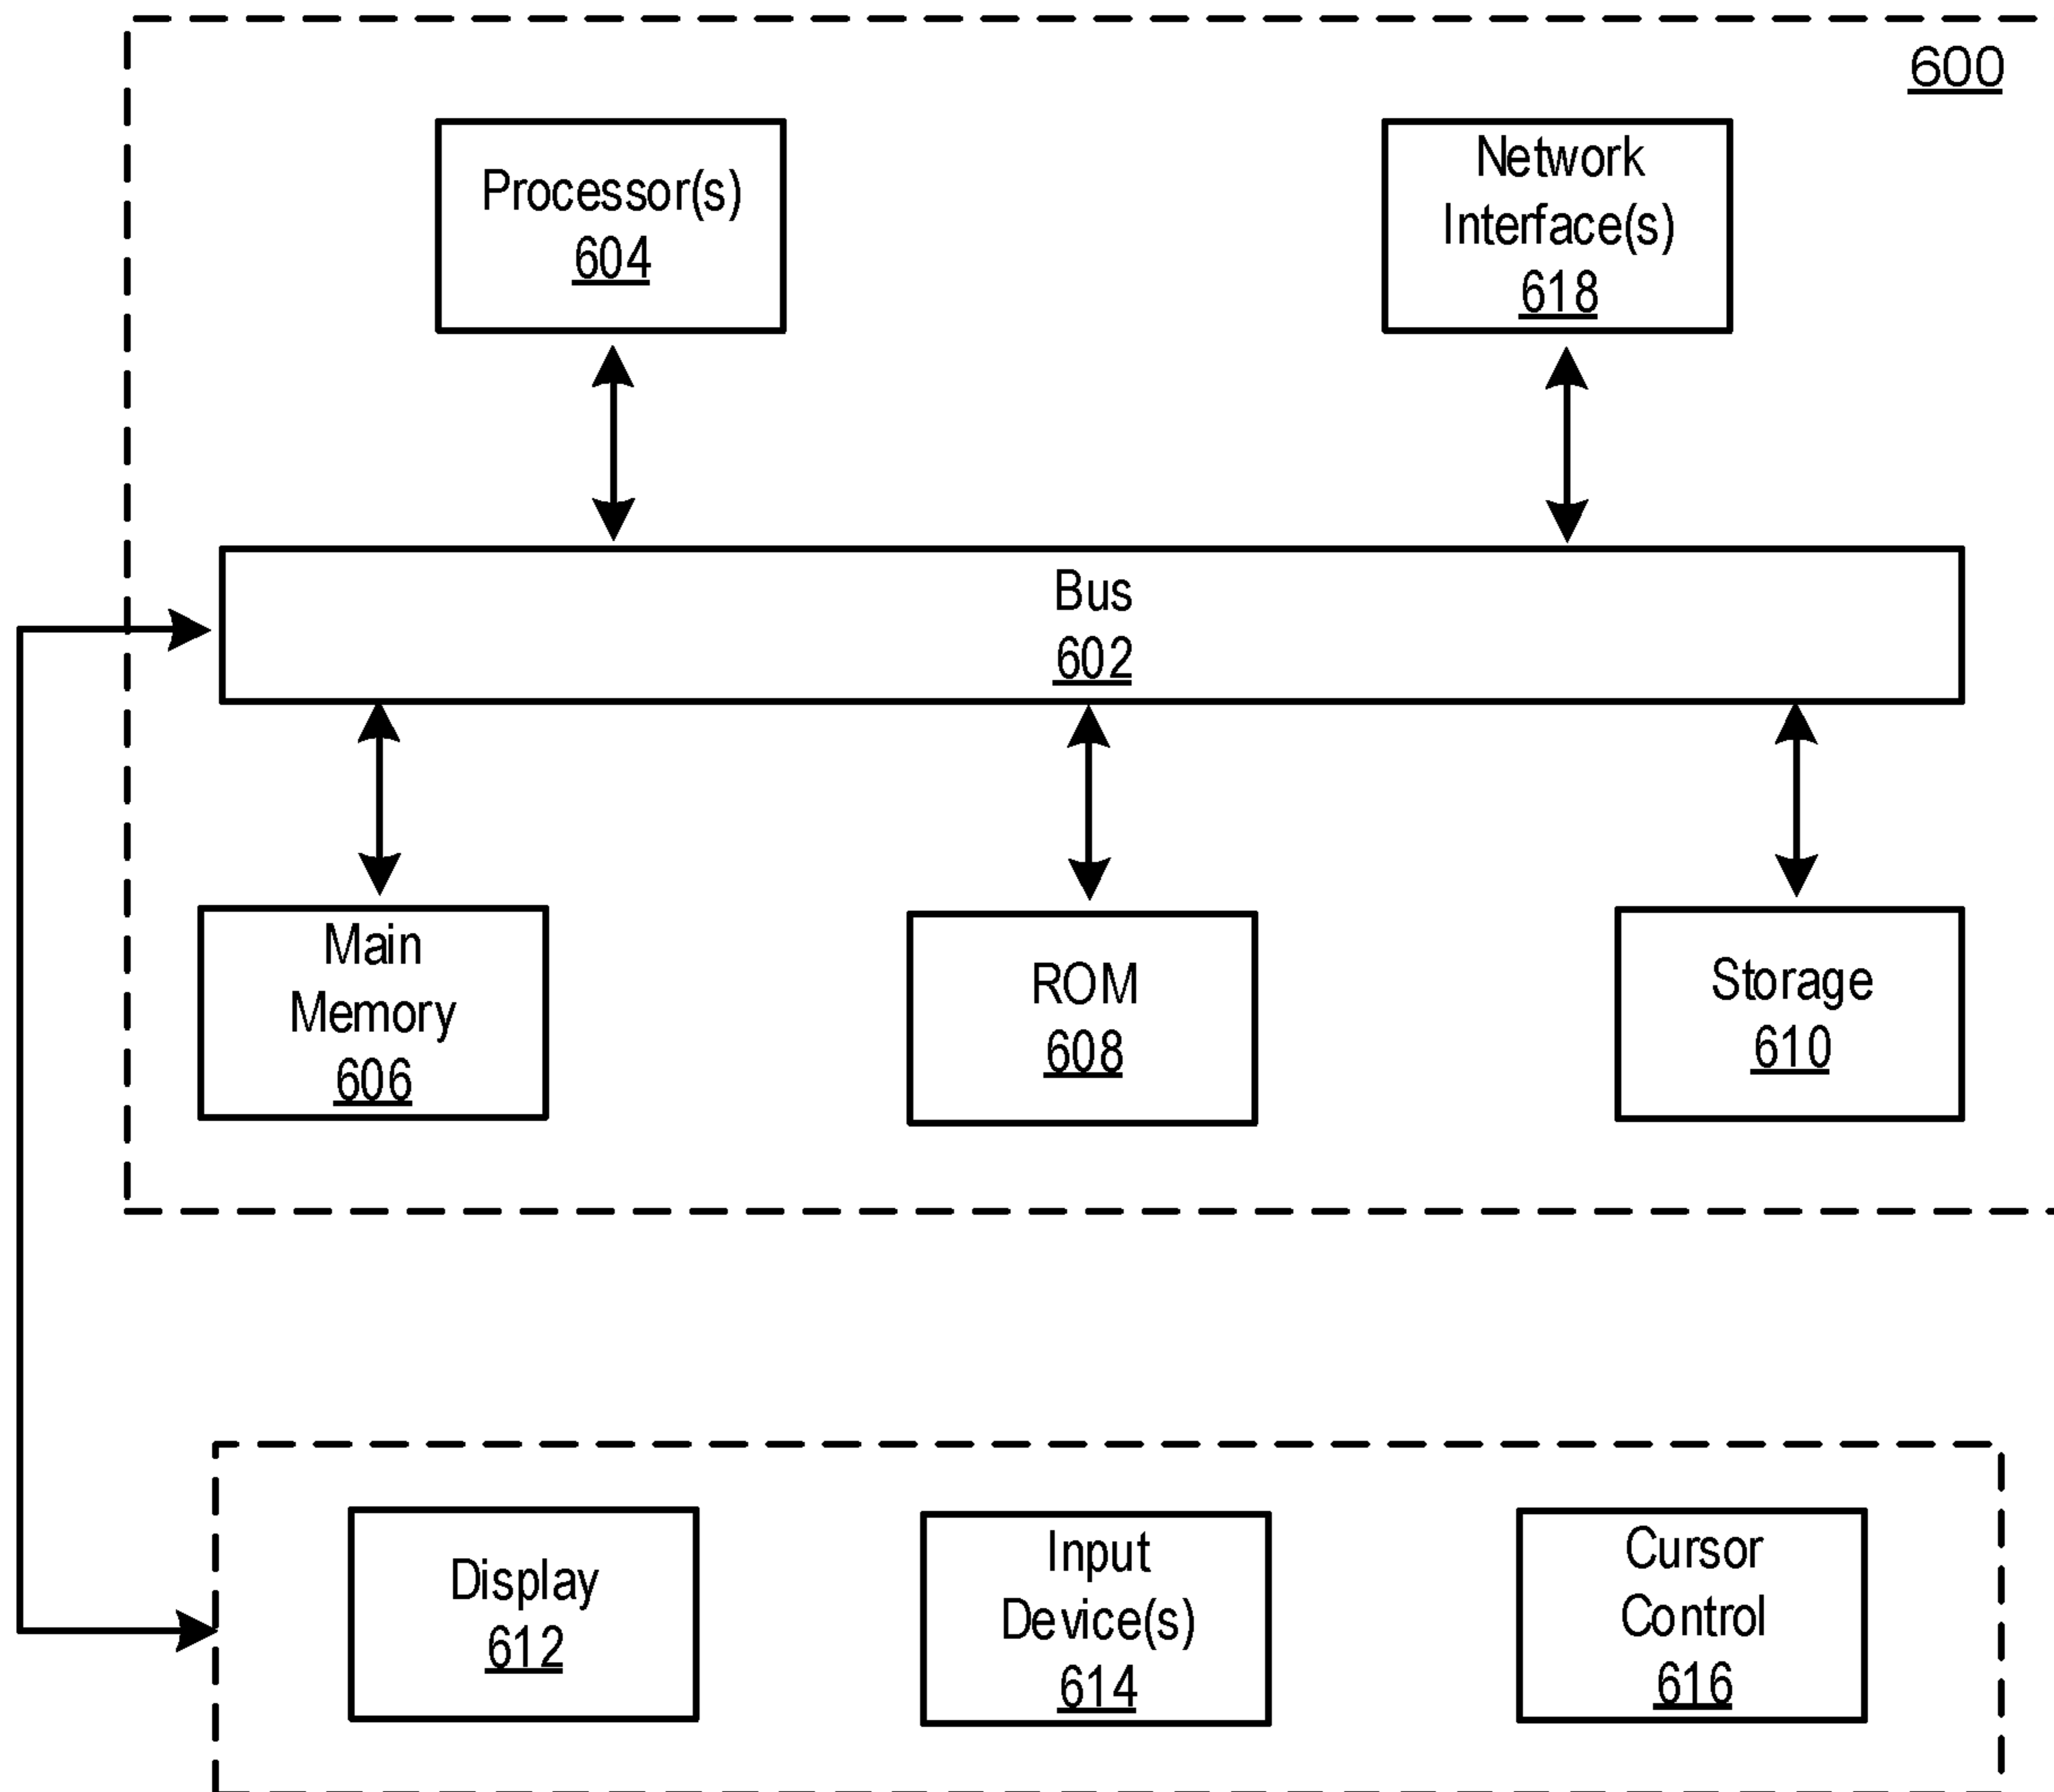 600
Processor(s)
604
Network
Interface(s)
618
Bus
602
Main
Memory
606
ROM
608
Storage
610
Display
612
Input
Device(s)
614
Cursor
Control
616